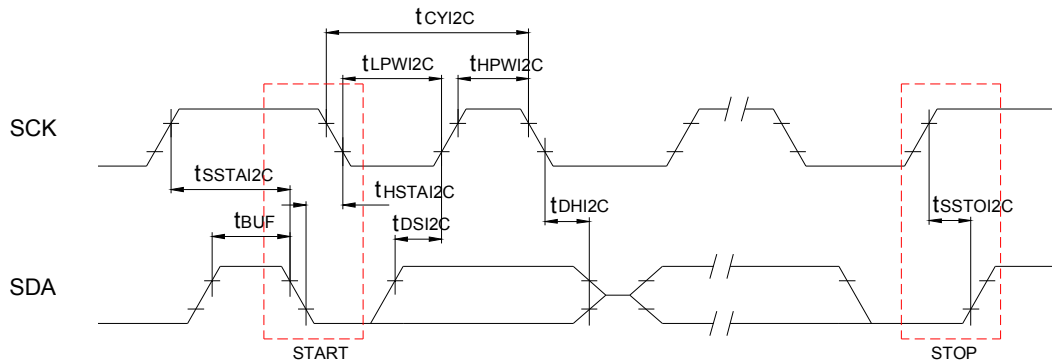 tCYI2C
tLPWI2C tHPWI2C
SCK
tSSTAI2C tHSTAI2C tSSTOI2C
tBUF tDSI2C tDHI2C
SDA
START STOP